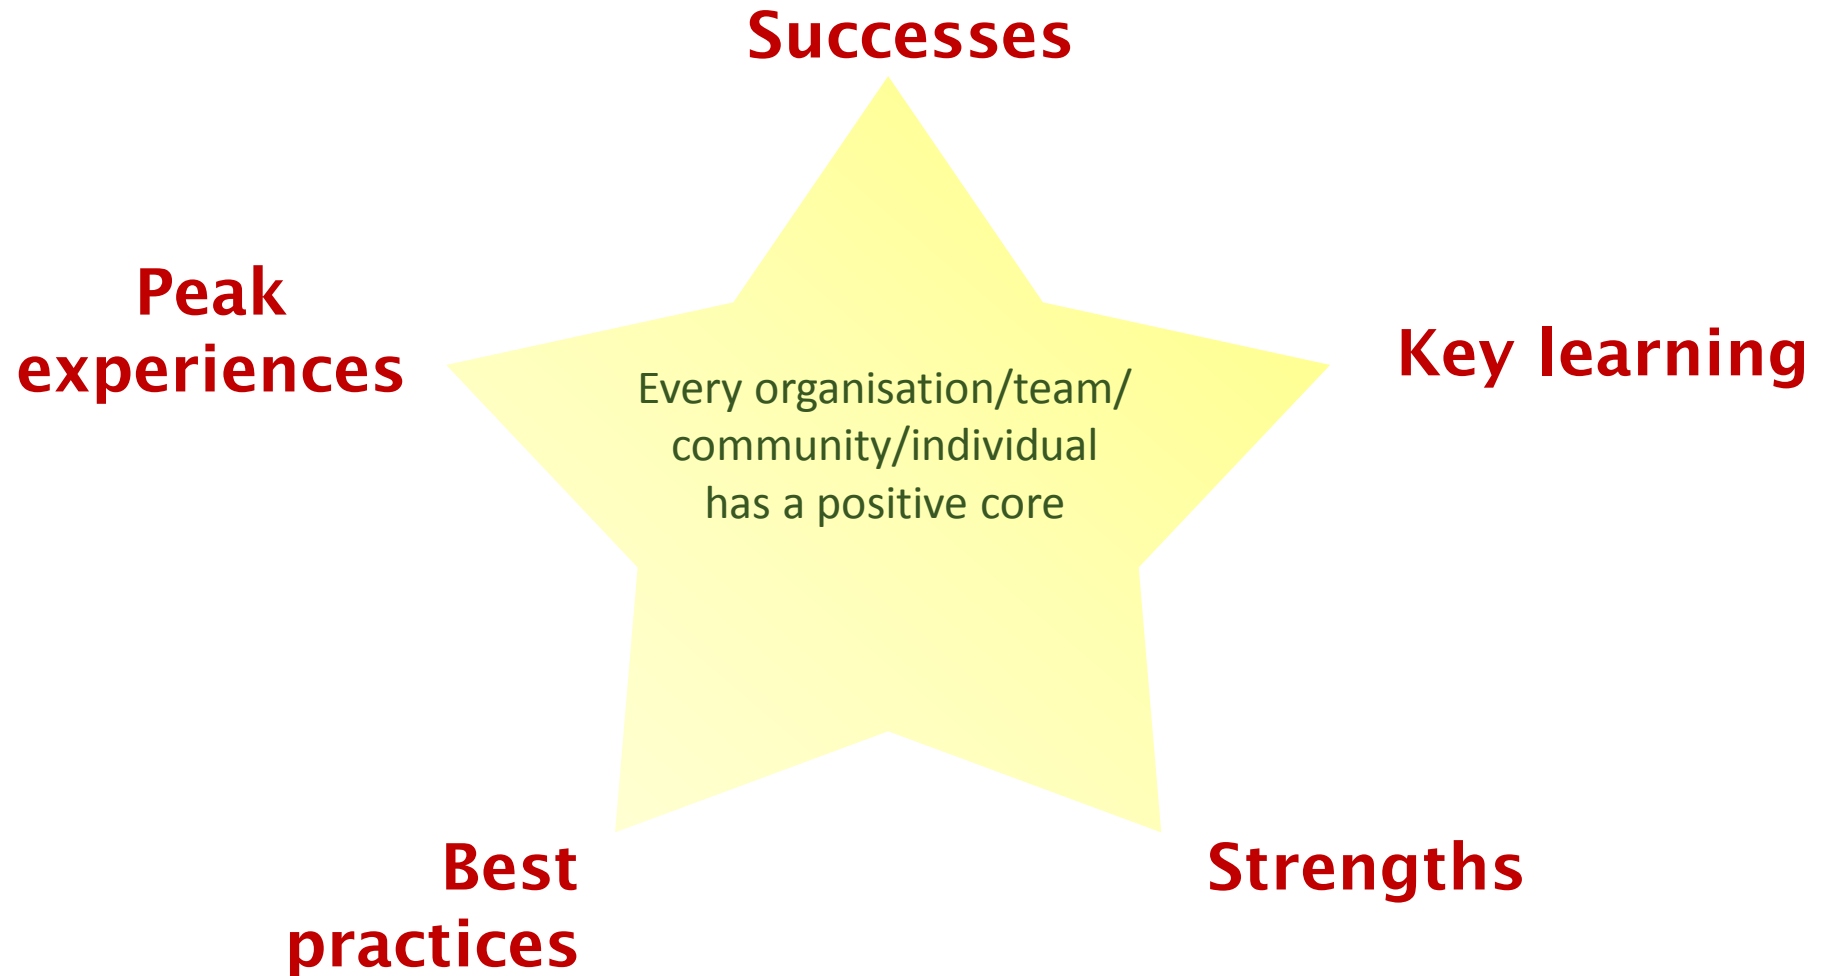 Successes
Peak
experiences
Key learning
Every organisation/team/
community/individual
has a positive core
Best
practices
Strengths